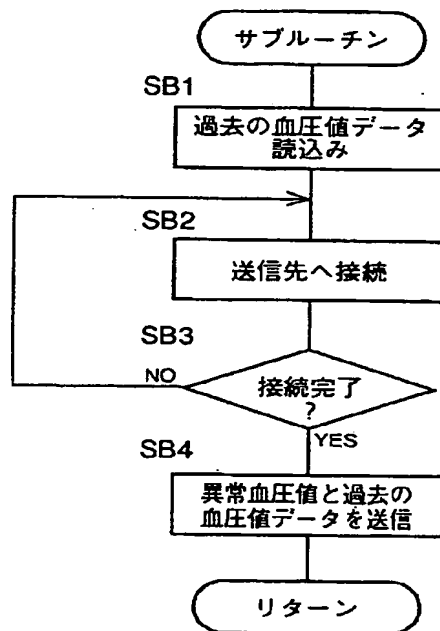 サブルーチン
SB1
過去の血圧値データ
読込み
SB2
送信先へ接続
SB3
NO
接続完了
?
YES
SB4
異常血圧値と過去の
血圧値データを送信
リターン